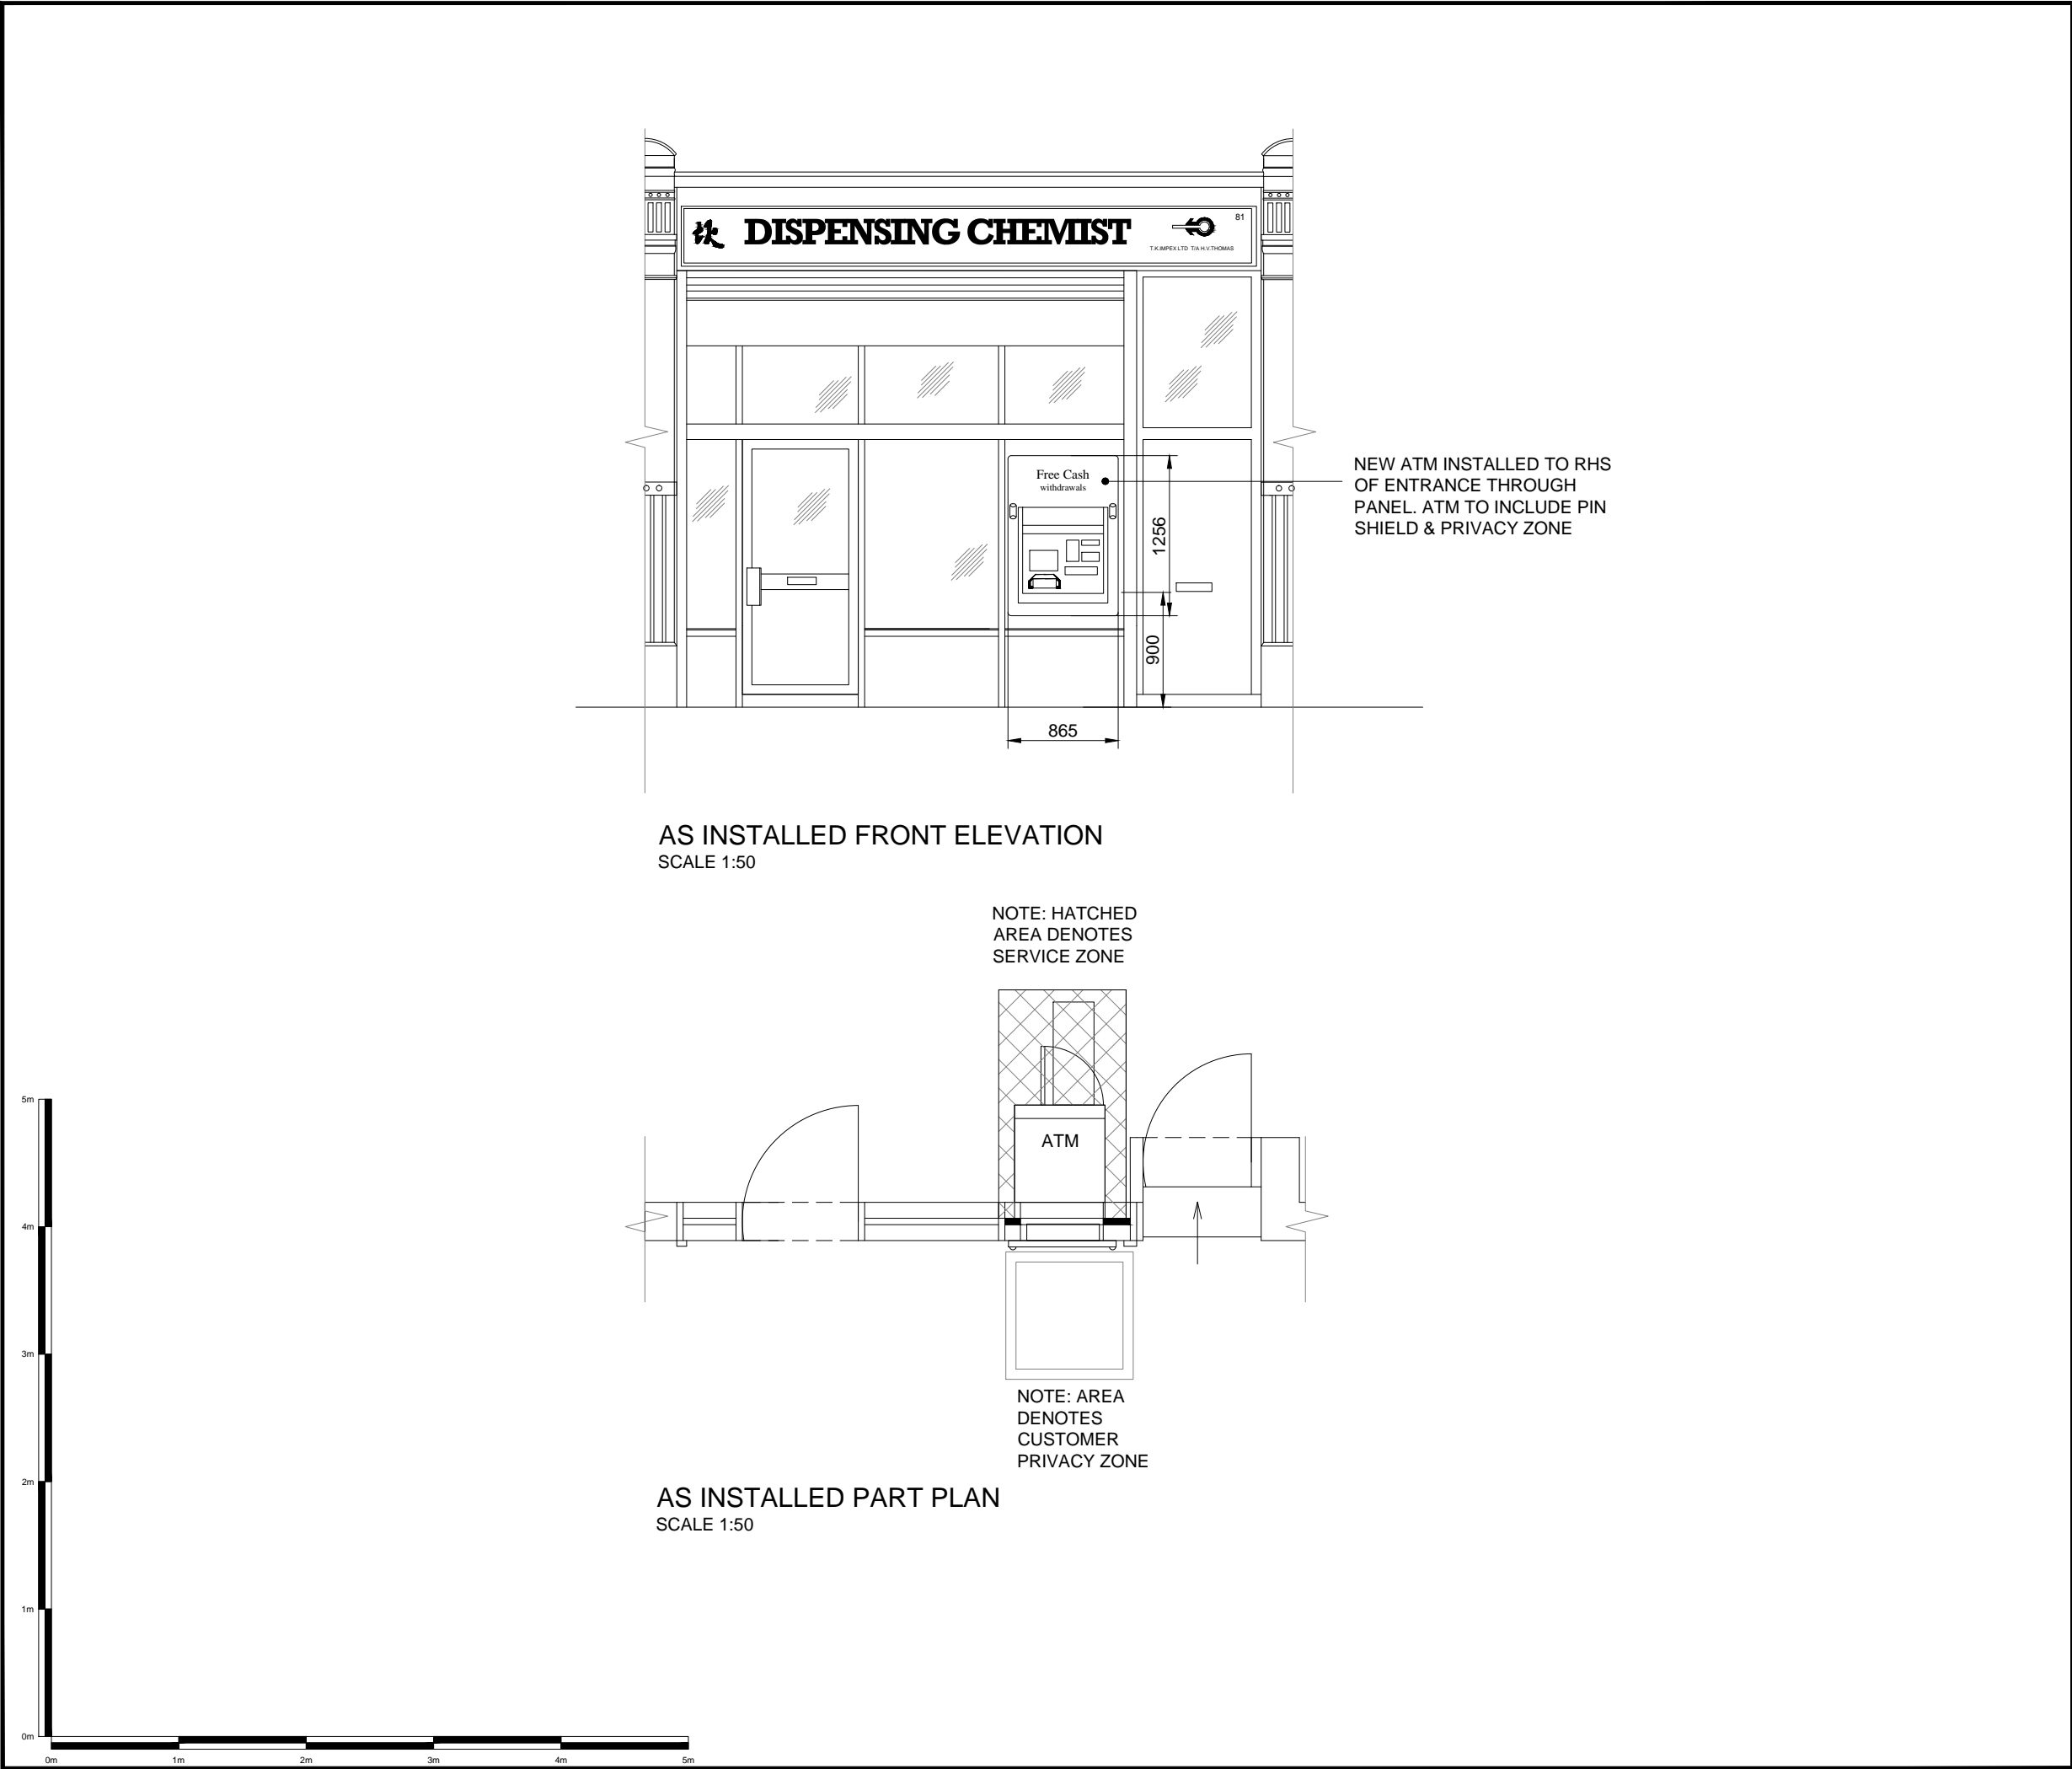 DISPENSING CHEMIST
81
T.K.IMPEX LTD T/A H.V.THOMAS
Free Cash
withdrawals
NEW ATM INSTALLED TO RHS
OF ENTRANCE THROUGH
PANEL. ATM TO INCLUDE PIN
SHIELD & PRIVACY ZONE
1256
900
865
AS INSTALLED FRONT ELEVATION
SCALE 1:50
NOTE: HATCHED
AREA DENOTES
SERVICE ZONE
ATM
NOTE: AREA
DENOTES
CUSTOMER
PRIVACY ZONE
AS INSTALLED PART PLAN
SCALE 1:50
5m
4m
3m
2m
1m
0m
0m 1m 2m 3m 4m 5m